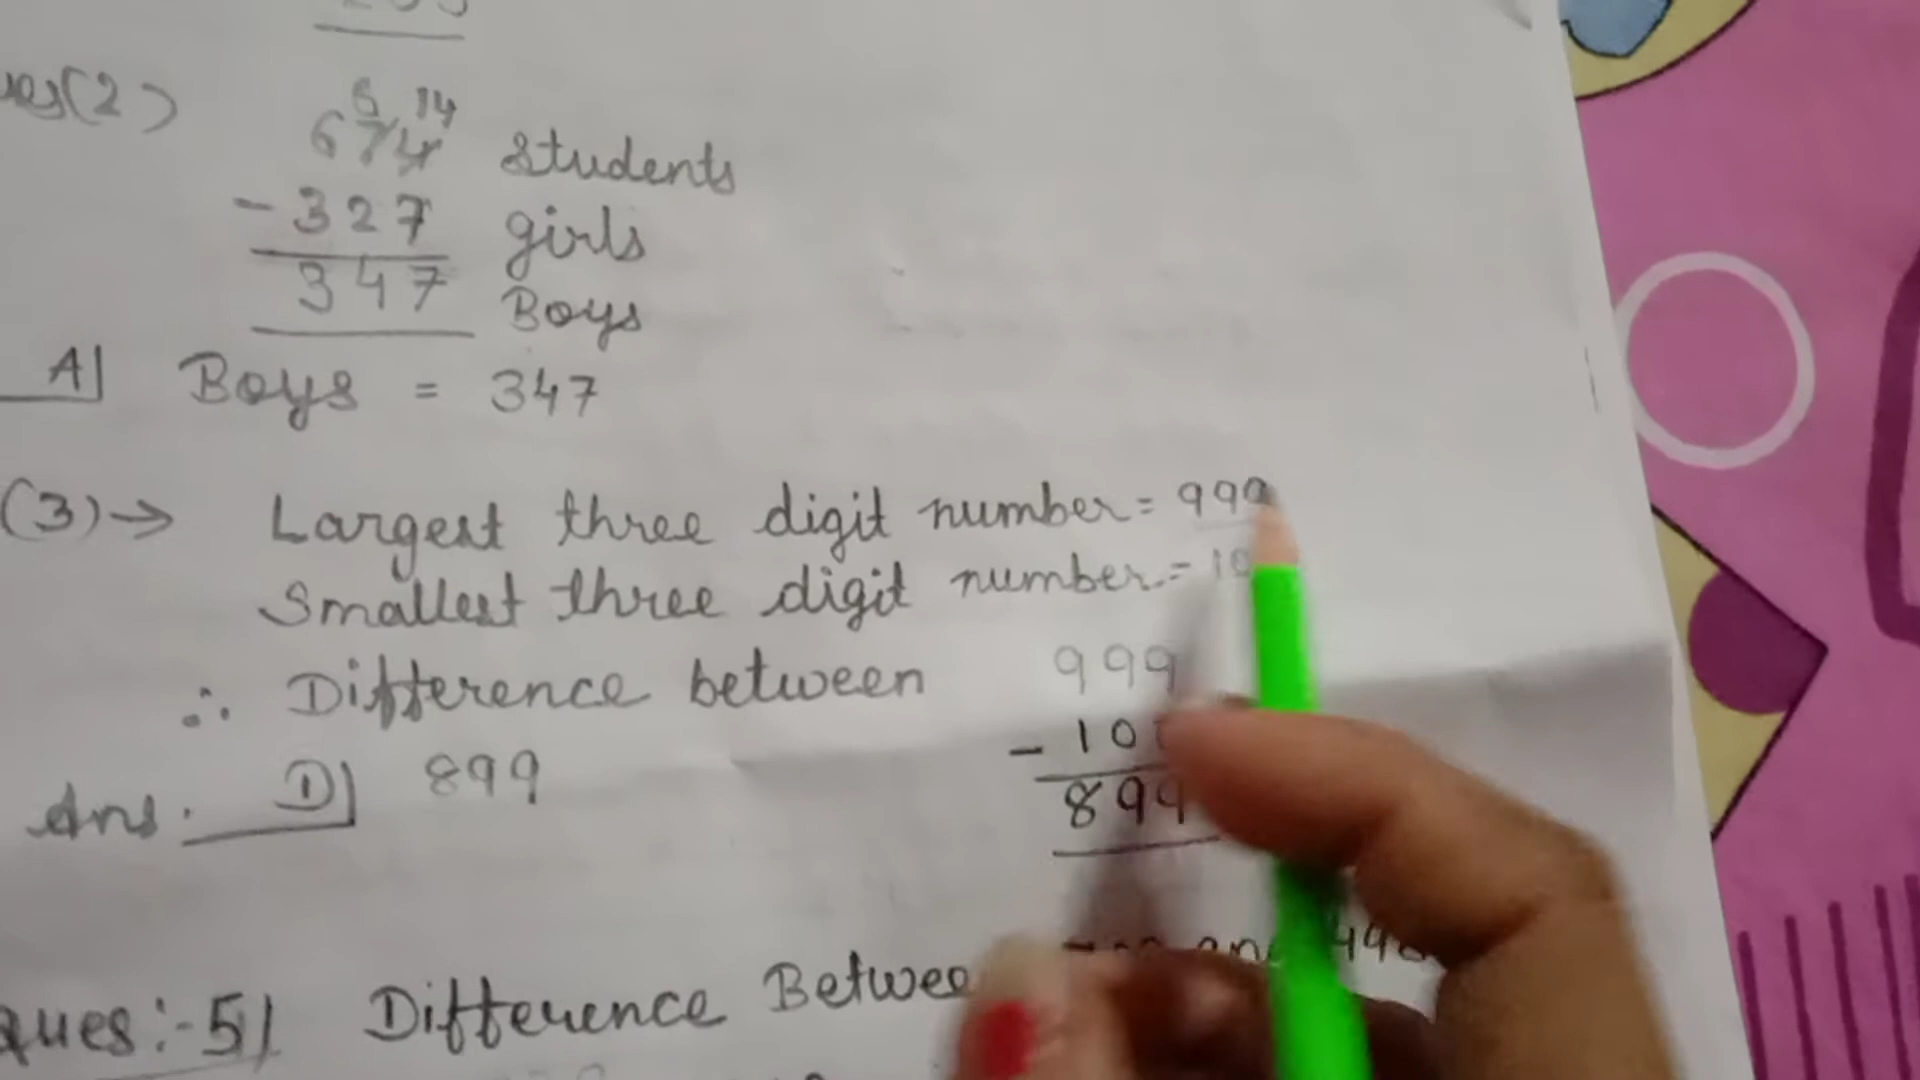 (2)
6 14
674 students
- 327 girls
347 Boys
A] Boys = 347
(3) → Largest three digit number = 999
Smallest three digit number = 10
∴ Difference between 999
- 10
899
Ans. D] 899
ques:-5] Difference Betwee